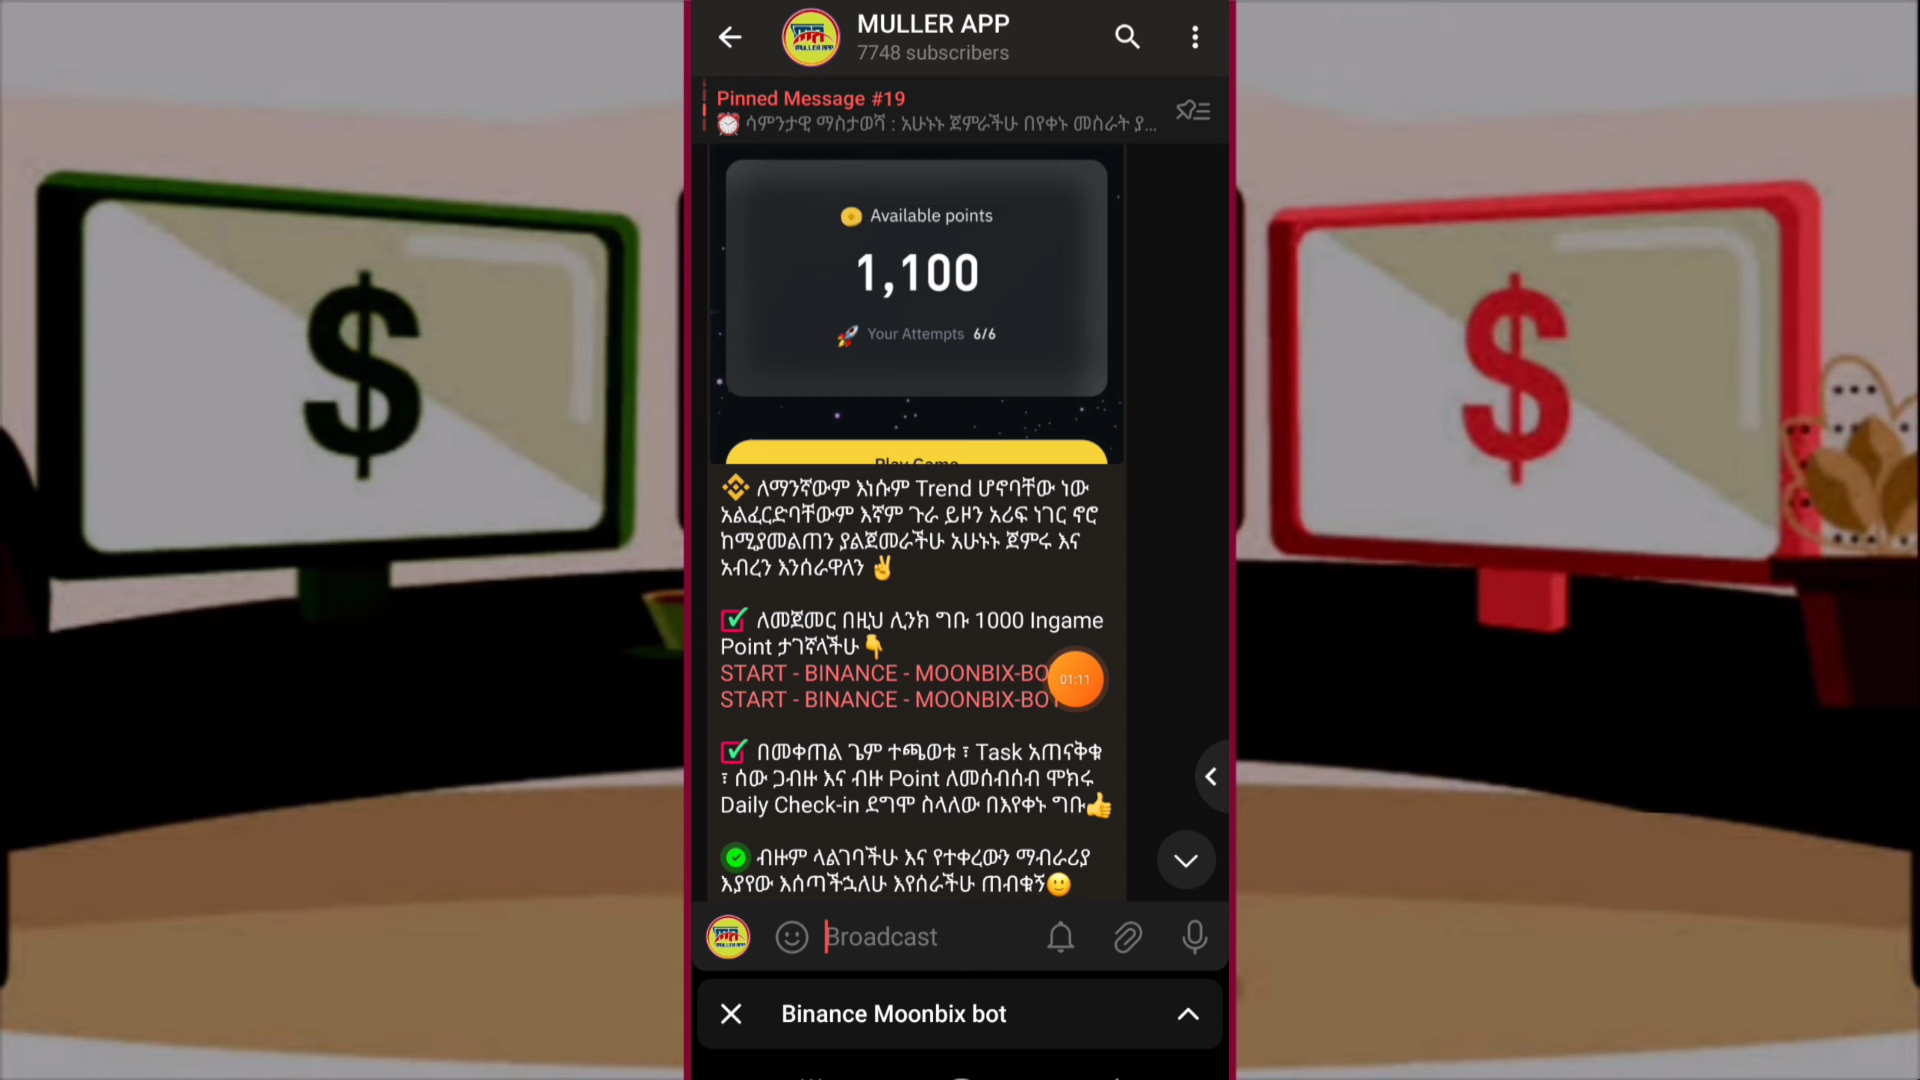 MULLER APP
7748 subscribers
Pinned Message #19
ሳምንታዊ ማስታወሻ : አሁኑኑ ጀምራችሁ በየቀኑ መስራት ያ...
Available points
1,100
Your Attempts 6/6
Play Game
ለማንኛውም እነሱም Trend ሆኖባቸው ነው
አልፈርድባቸውም እኛም ጉራ ይዞን አሪፍ ነገር ኖሮ
ከሚያመልጠን ያልጀመራችሁ አሁኑኑ ጀምሩ እና
አብረን እንሰራዋለን ✌️
ለመጀመር በዚህ ሊንክ ግቡ 1000 Ingame
Point ታገኛላችሁ👇
START - BINANCE - MOONBIX-BO
START - BINANCE - MOONBIX-BOT
01:11
በመቀጠል ጌም ተጫወቱ ፣ Task አጠናቅቁ
፣ ሰው ጋብዙ እና ብዙ Point ለመሰብሰብ ሞክሩ
Daily Check-in ደግሞ ስላለው በእየቀኑ ግቡ👍
ብዙም ላልገባችሁ እና የተቀረውን ማብራሪያ
እያየው እሰጣችኋለሁ እየሰራችሁ ጠብቁኝ🙂
Broadcast
Binance Moonbix bot